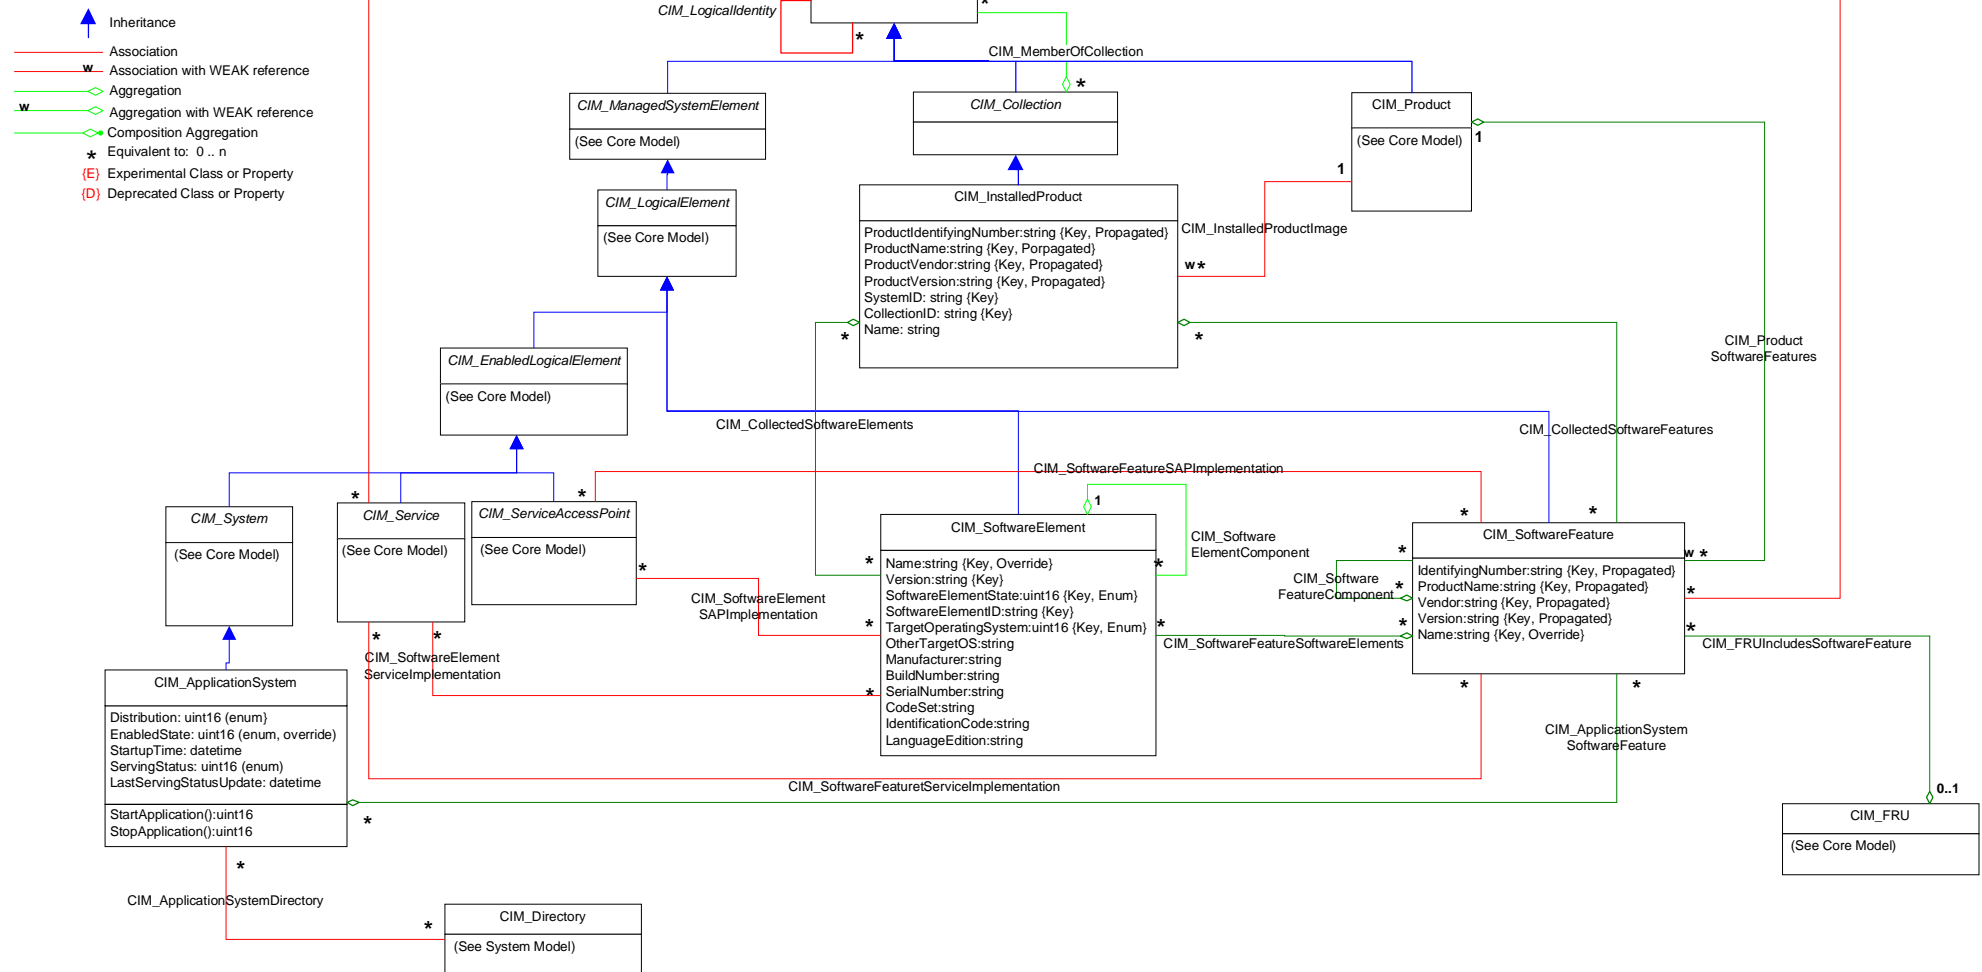 Inheritance
Association
w
Association with WEAK reference
Aggregation
w
Aggregation with WEAK reference
Composition Aggregation
* Equivalent to: 0 .. n
{E} Experimental Class or Property
{D} Deprecated Class or Property
CIM_LogicalIdentity
*
*
CIM_MemberOfCollection
*
CIM_ManagedSystemElement
(See Core Model)
CIM_Collection
CIM_Product
(See Core Model)
1
1
CIM_LogicalElement
(See Core Model)
CIM_InstalledProduct
ProductIdentifyingNumber:string {Key, Propagated}
ProductName:string {Key, Porpagated}
ProductVendor:string {Key, Propagated}
ProductVersion:string {Key, Propagated}
SystemID: string {Key}
CollectionID: string {Key}
Name: string
CIM_InstalledProductImage
w *
*
*
CIM_Product
SoftwareFeatures
CIM_EnabledLogicalElement
(See Core Model)
CIM_CollectedSoftwareElements
CIM_CollectedSoftwareFeatures
CIM_SoftwareFeatureSAPImplementation
*
*
*
*
CIM_System
(See Core Model)
CIM_Service
(See Core Model)
CIM_ServiceAccessPoint
(See Core Model)
*
1
CIM_SoftwareElement
Name:string {Key, Override}
Version:string {Key}
SoftwareElementState:uint16 {Key, Enum}
SoftwareElementID:string {Key}
TargetOperatingSystem:uint16 {Key, Enum}
OtherTargetOS:string
Manufacturer:string
BuildNumber:string
SerialNumber:string
CodeSet:string
IdentificationCode:string
LanguageEdition:string
*
*
*
*
*
CIM_Software
ElementComponent
CIM_SoftwareElement
SAPImplementation
CIM_Software
FeatureComponent
*
*
*
CIM_SoftwareFeature
IdentifyingNumber:string {Key, Propagated}
ProductName:string {Key, Propagated}
Vendor:string {Key, Propagated}
Version:string {Key, Propagated}
Name:string {Key, Override}
w *
*
*
CIM_SoftwareFeatureSoftwareElements
CIM_FRUIncludesSoftwareFeature
*
*
CIM_SoftwareElement
ServiceImplementation
*
*
CIM_ApplicationSystem
SoftwareFeature
CIM_ApplicationSystem
Distribution: uint16 (enum}
EnabledState: uint16 (enum, override)
StartupTime: datetime
ServingStatus: uint16 (enum)
LastServingStatusUpdate: datetime
StartApplication():uint16
StopApplication():uint16
CIM_SoftwareFeaturetServiceImplementation
*
0..1
CIM_FRU
(See Core Model)
*
CIM_ApplicationSystemDirectory
*
CIM_Directory
(See System Model)